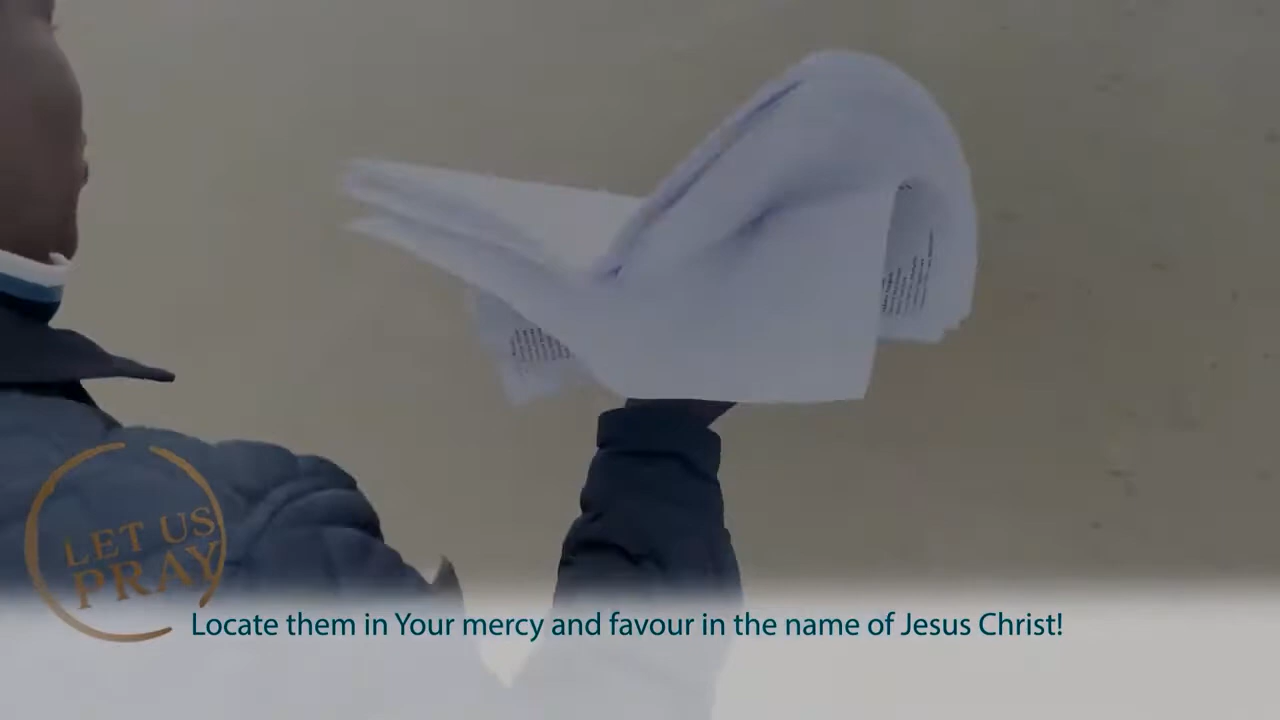 LET US
PRAY
Locate them in Your mercy and favour in the name of Jesus Christ!